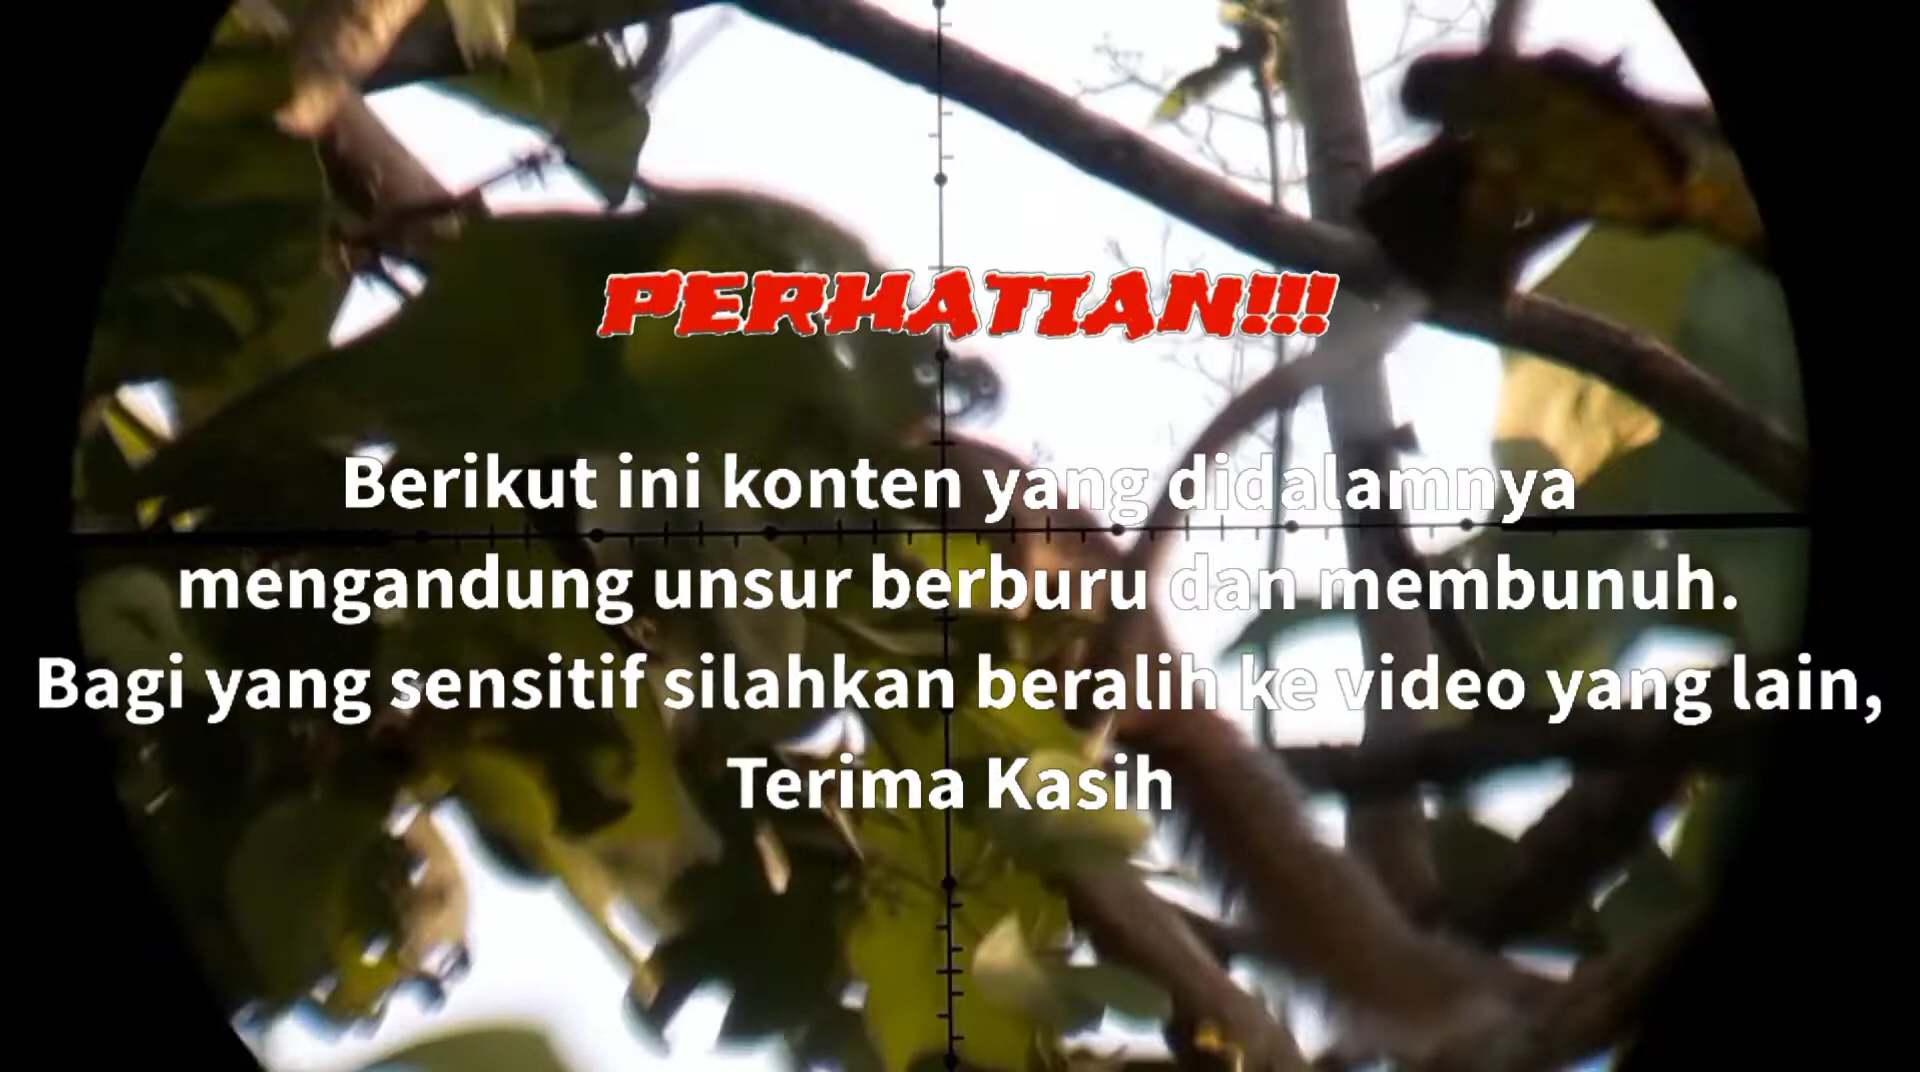 PERHATIAN!!!
Berikut ini konten yang didalamnya
mengandung unsur berburu dan membunuh.
Bagi yang sensitif silahkan beralih ke video yang lain,
Terima Kasih